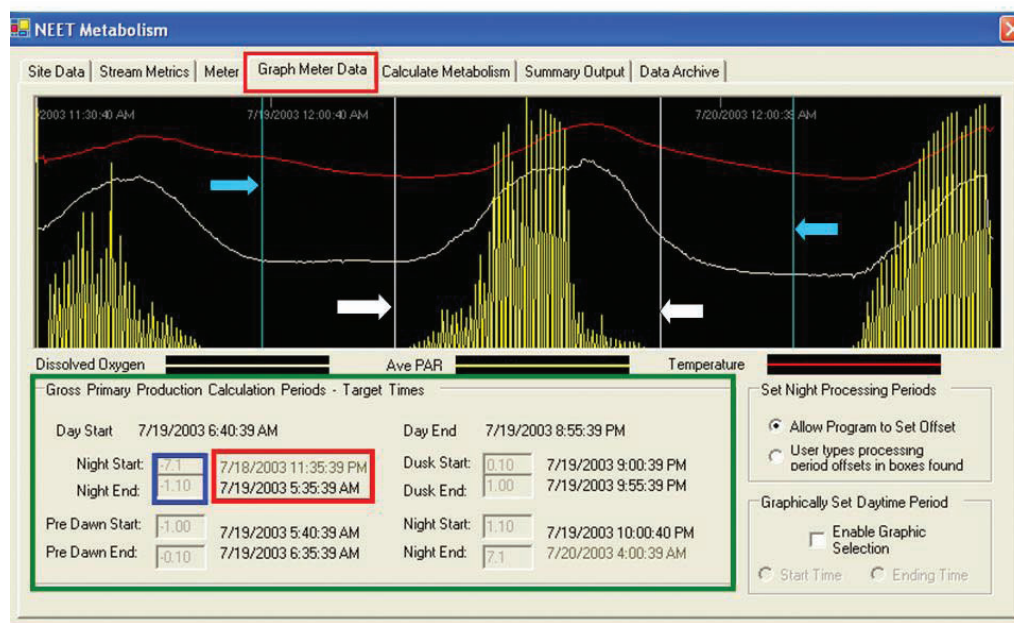 NEET Metabolism
Site Data Stream Metrics Meter Graph Meter Data Calculate Metabolism Summary Output Data Archive
/2003 11:30:40 AM 7/19/2003 12:00:40 AM 7/20/2003 12:00:39 AM
Dissolved Oxygen Ave PAR Temperature
Gross Primary Production Calculation Periods - Target Times
Day Start 7/19/2003 6:40:39 AM Day End 7/19/2003 8:55:39 PM
Night Start: -7.1 7/18/2003 11:35:39 PM Dusk Start: 0.10 7/19/2003 9:00:39 PM
Night End: -1.10 7/19/2003 5:35:39 AM Dusk End: 1.00 7/19/2003 9:55:39 PM
Pre Dawn Start: -1.00 7/19/2003 5:40:39 AM Night Start: 1.10 7/19/2003 10:00:40 PM
Pre Dawn End: -0.10 7/19/2003 6:35:39 AM Night End: 7.1 7/20/2003 4:00:39 AM
Set Night Processing Periods
Allow Program to Set Offset
User types processing
period offsets in boxes found
Graphically Set Daytime Period
Enable Graphic
Selection
Start Time Ending Time